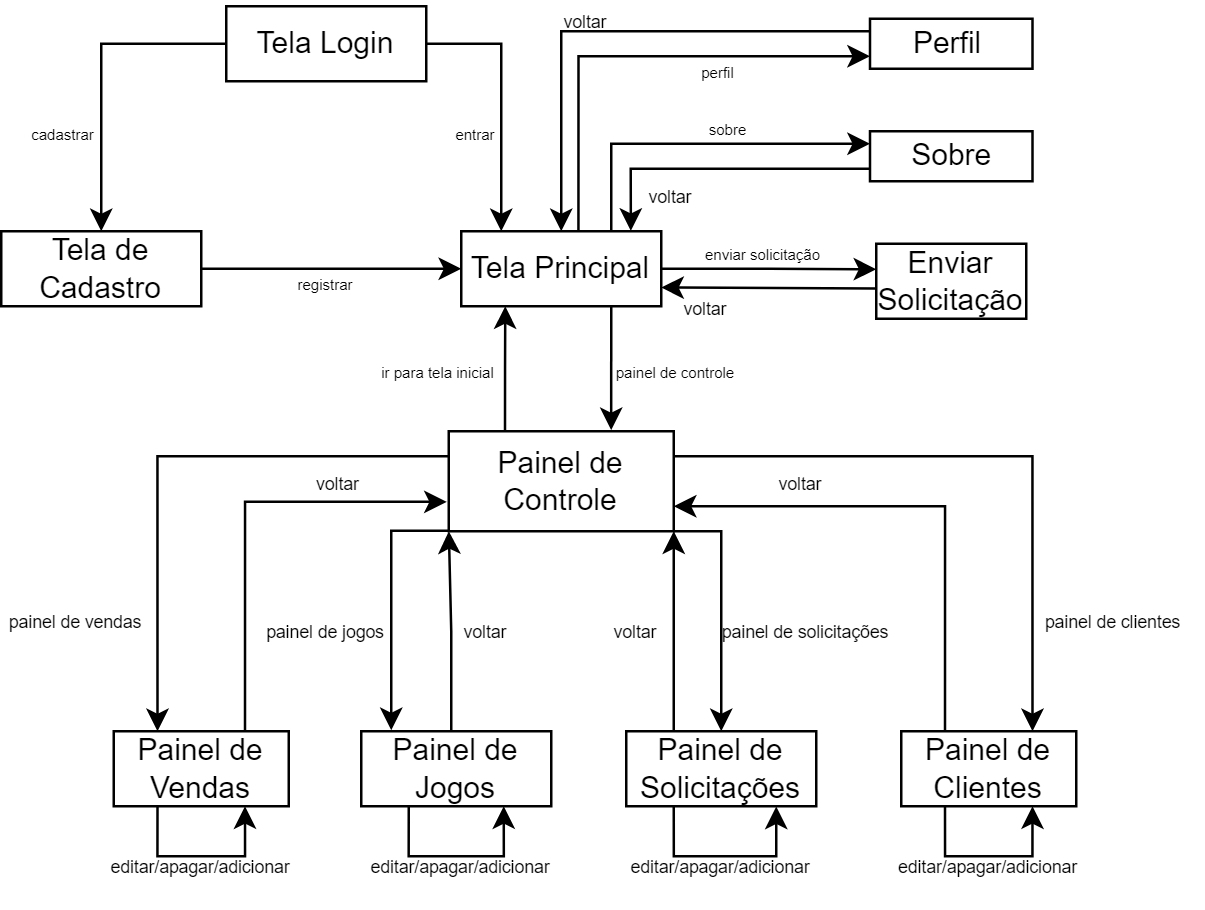 voltar
Tela Login
Perfil
perfil
cadastrar
entrar
sobre
Sobre
voltar
Tela de
Cadastro
registrar
Tela Principal
enviar solicitação
voltar
Enviar
Solicitação
ir para tela inicial
painel de controle
Painel de
Controle
voltar
voltar
painel de vendas
painel de jogos
voltar
voltar
painel de solicitações
painel de clientes
Painel de
Vendas
Painel de
Jogos
Painel de
Solicitações
Painel de
Clientes
editar/apagar/adicionar
editar/apagar/adicionar
editar/apagar/adicionar
editar/apagar/adicionar